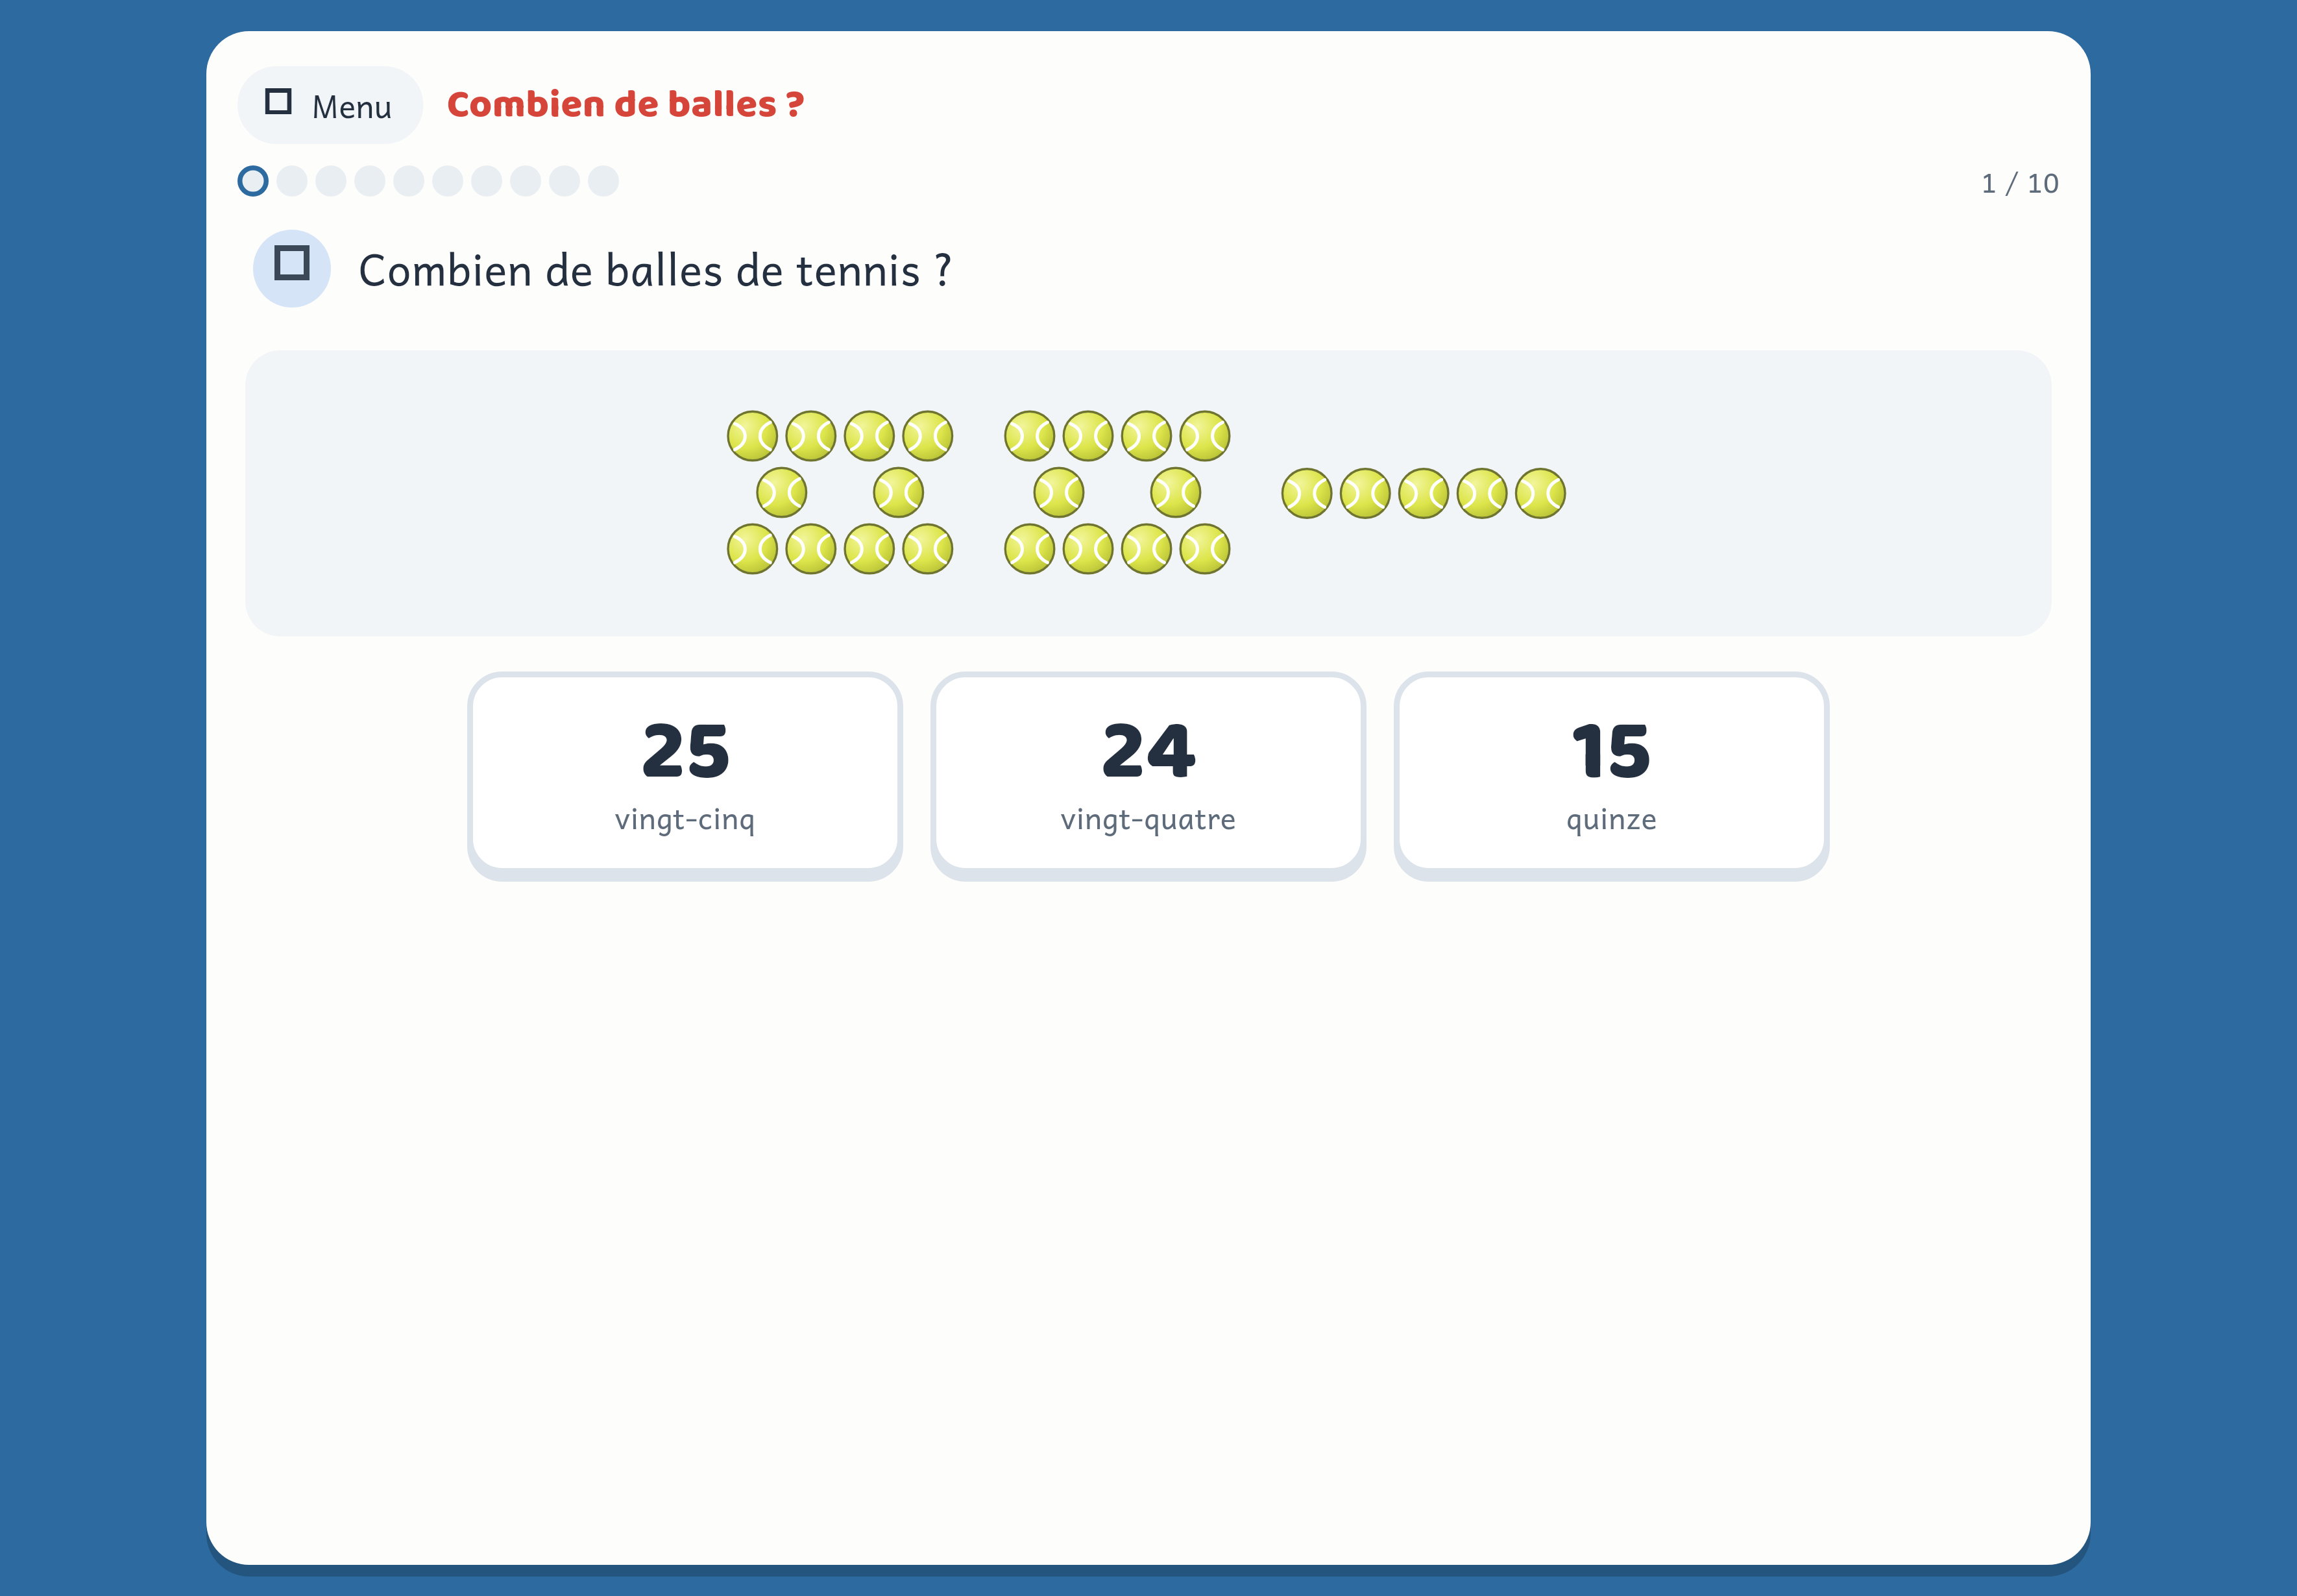 Menu
Combien de balles ?
1 / 10
Combien de balles de tennis ?
25
vingt-cinq
24
vingt-quatre
15
quinze